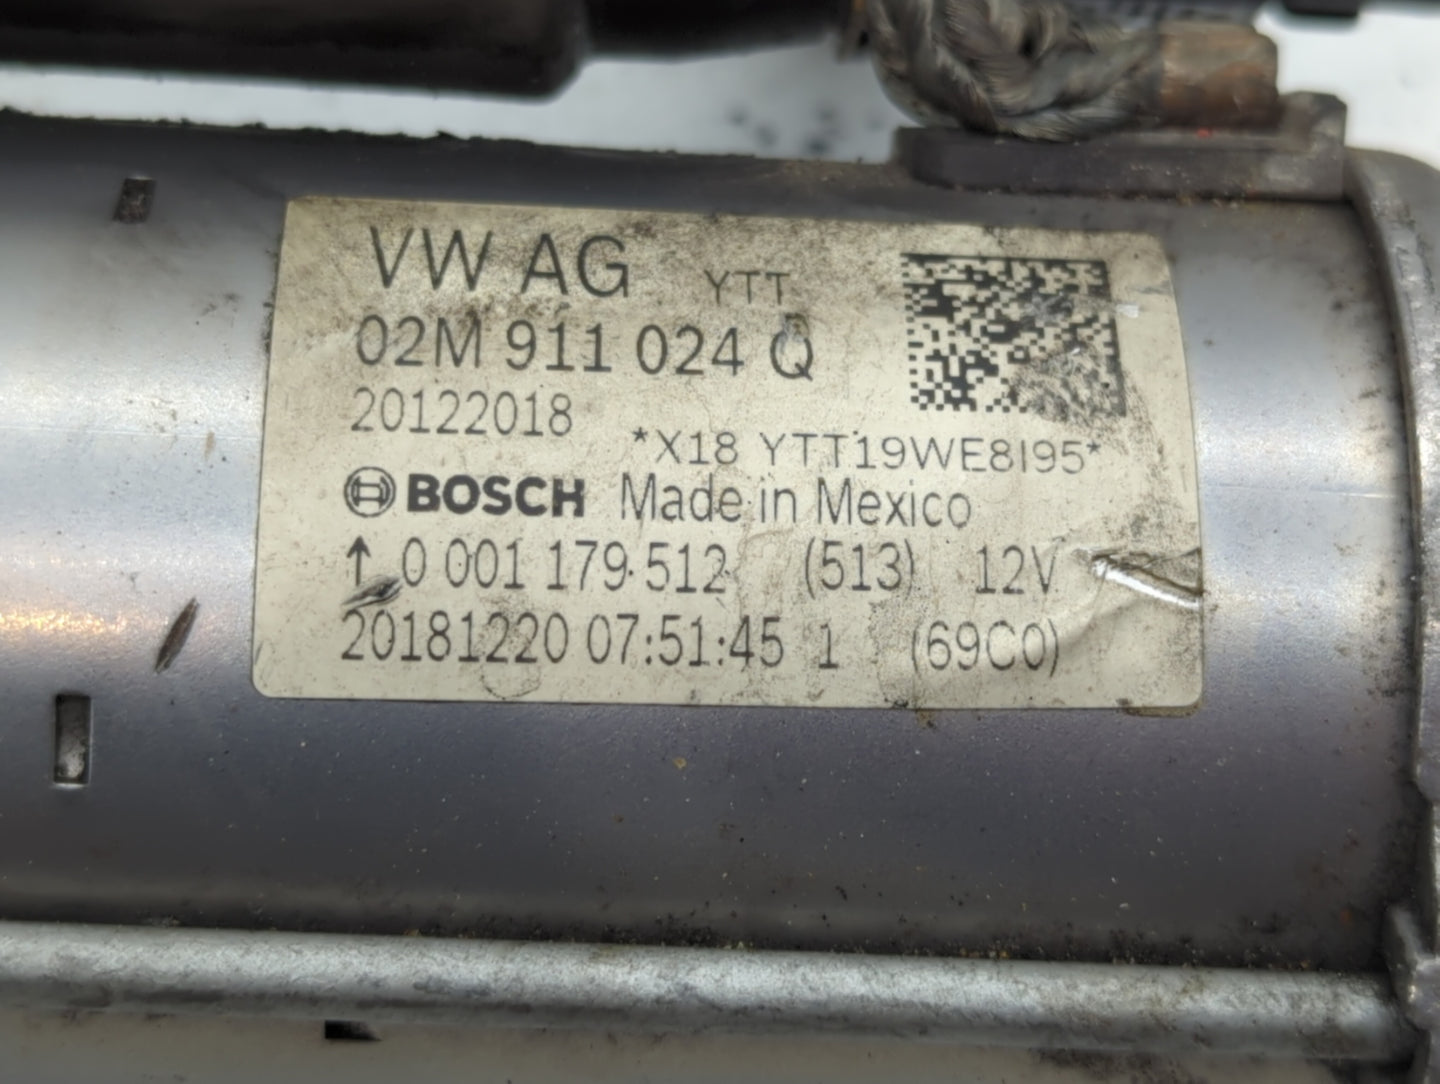 VW AG YTT
02M 911 024 Q
20122018
*X18 YTT19WE8I95*
BOSCH Made in Mexico
↑ 0 001 179 512 (513) 12V
20181220 07:51:45 1 (69C0)